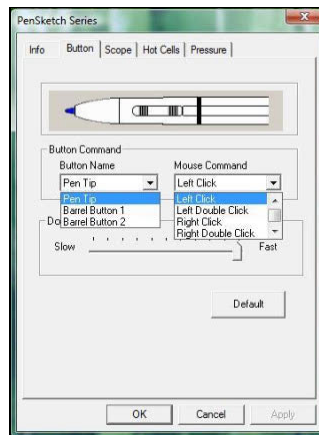 PenSketch Series
Info Button Scope Hot Cells Pressure
Button Command
Button Name Mouse Command
Pen Tip Left Click
Pen Tip Left Click
Barrel Button 1 Left Double Click
Barrel Button 2 Right Click
Right Double Click
Do
Slow Fast
Default
OK Cancel Apply